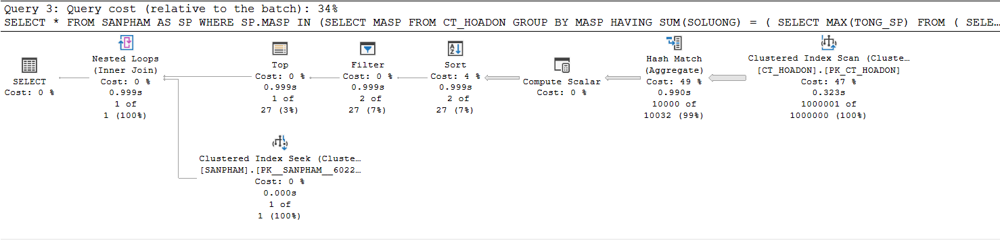 Query 3: Query cost (relative to the batch): 34%
SELECT * FROM SANPHAM AS SP WHERE SP.MASP IN (SELECT MASP FROM CT_HOADON GROUP BY MASP HAVING SUM(SOLUONG) = ( SELECT MAX(TONG_SP) FROM ( SELE…
SELECT
Cost: 0 %
Nested Loops
(Inner Join)
Cost: 0 %
0.999s
1 of
1 (100%)
Top
Cost: 0 %
0.999s
1 of
27 (3%)
Filter
Cost: 0 %
0.999s
2 of
27 (7%)
Sort
Cost: 4 %
0.999s
2 of
27 (7%)
Compute Scalar
Cost: 0 %
Hash Match
(Aggregate)
Cost: 49 %
0.990s
10000 of
10032 (99%)
Clustered Index Scan (Cluste…
[CT_HOADON].[PK_CT_HOADON]
Cost: 47 %
0.323s
1000001 of
1000000 (100%)
Clustered Index Seek (Cluste…
[SANPHAM].[PK__SANPHAM__6022…
Cost: 0 %
0.000s
1 of
1 (100%)